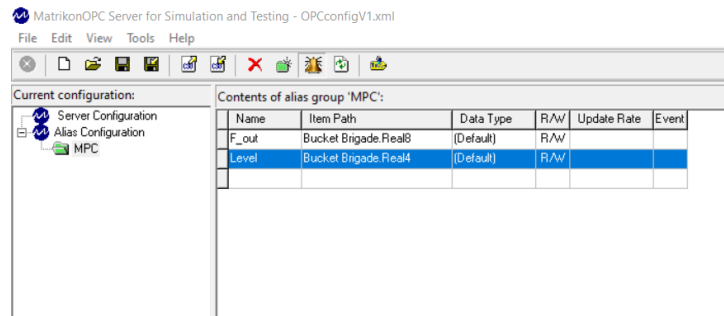 MatrikonOPC Server for Simulation and Testing - OPCconfigV1.xml
File Edit View Tools Help
Current configuration:
Server Configuration
Alias Configuration
MPC
Contents of alias group 'MPC':
Name Item Path Data Type R/W Update Rate Event
F_out Bucket Brigade.Real8 (Default) R/W
Level Bucket Brigade.Real4 (Default) R/W